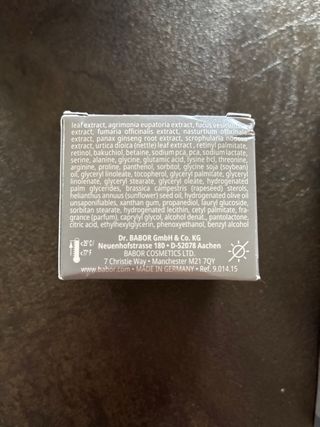 leaf extract, agrimonia eupatoria extract, fucus vesiculosus
extract, fumaria officinalis extract, nasturtium officinale
extract, panax ginseng root extract, scrophularia nodosa
extract, urtica dioica (nettle) leaf extract, retinyl palmitate,
retinol, bakuchiol, betaine, sodium pca, pca, sodium lactate,
serine, alanine, glycine, glutamic acid, lysine hcl, threonine,
arginine, proline, panthenol, sorbitol, glycine soja (soybean)
oil, glyceryl linoleate, tocopherol, glyceryl palmitate, glyceryl
linolenate, glyceryl stearate, glyceryl oleate, hydrogenated
palm glycerides, brassica campestris (rapeseed) sterols,
helianthus annuus (sunflower) seed oil, hydrogenated olive oil
unsaponifiables, xanthan gum, propanediol, lauryl glucoside,
sorbitan stearate, hydrogenated lecithin, cetyl palmitate, fra-
grance (parfum), caprylyl glycol, alcohol denat., pantolactone,
citric acid, ethylhexylglycerin, phenoxyethanol, benzyl alcohol
Dr. BABOR GmbH & Co. KG
Neuenhofstrasse 180 • D-52078 Aachen
BABOR COSMETICS LTD.
7 Christie Way • Manchester M21 7QY
www.babor.com • MADE IN GERMANY • Ref. 9.014.15
<25°C/
<77°F